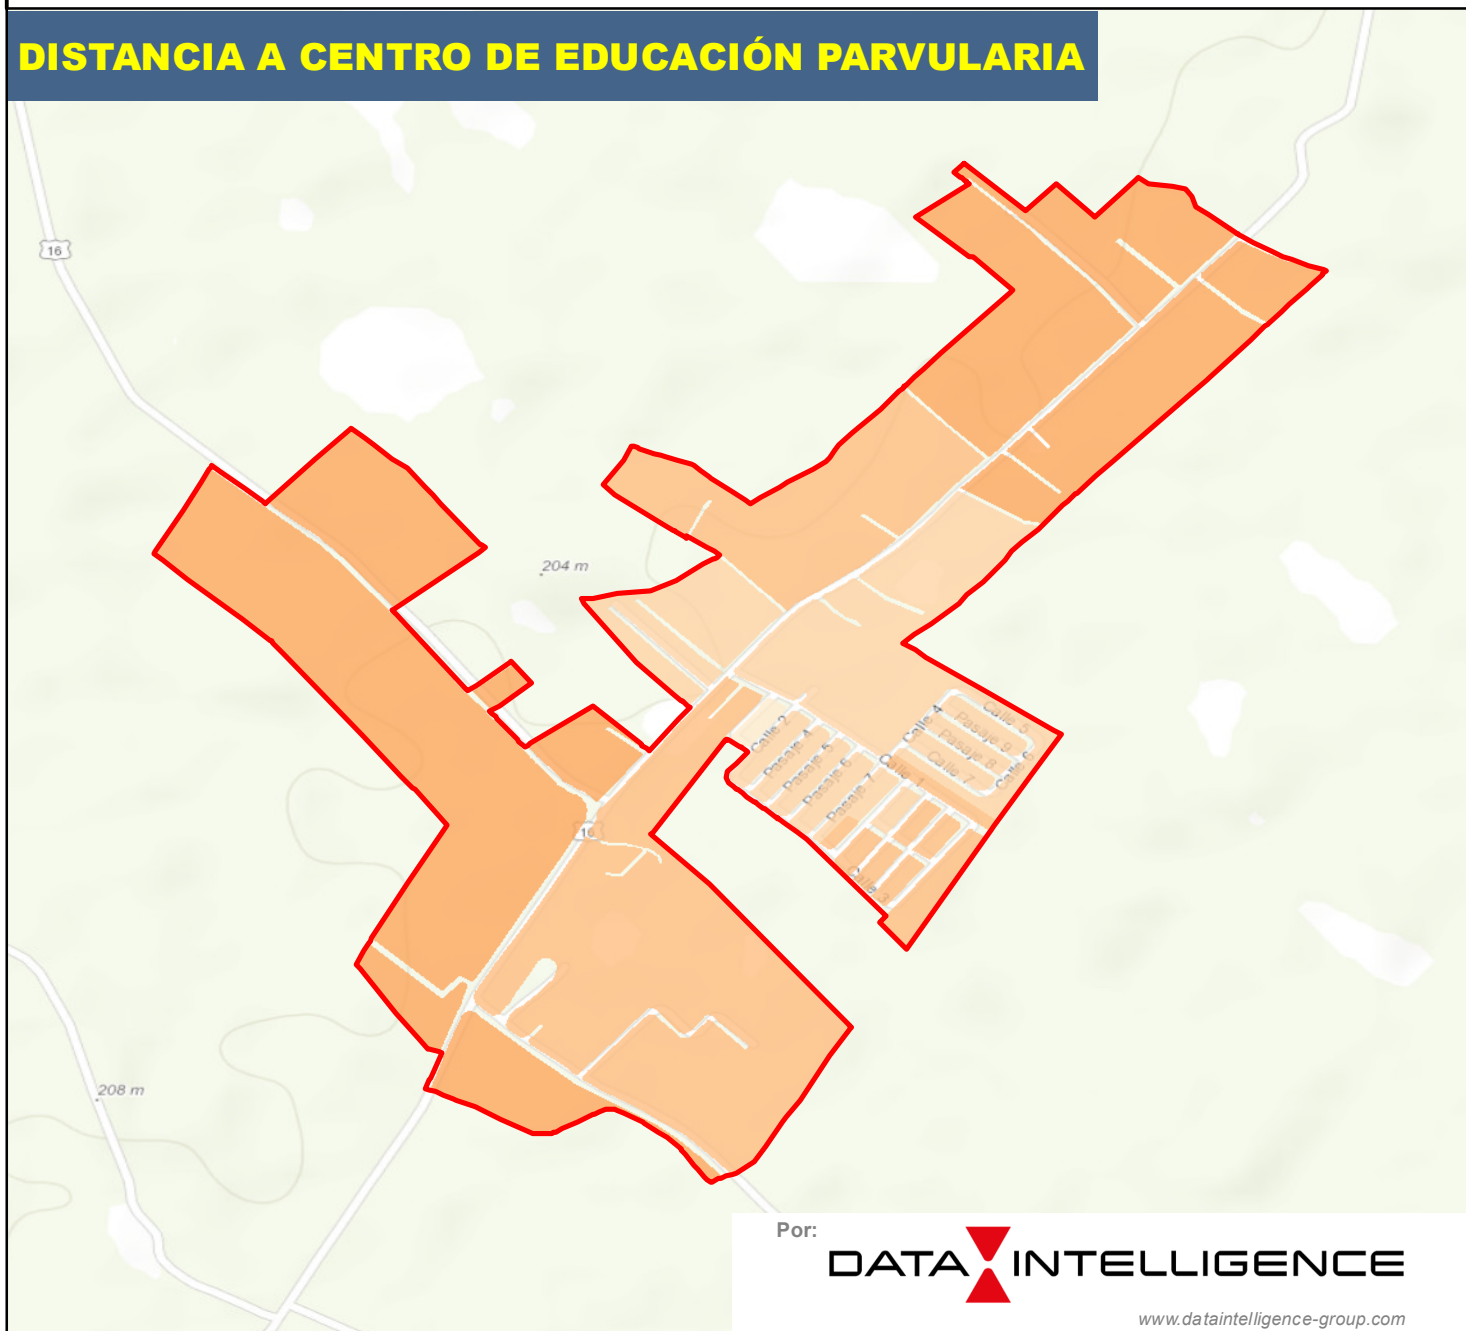 DISTANCIA A CENTRO DE EDUCACIÓN PARVULARIA
16
204 m
Calle 2
Pasaje 4
Pasaje 5
Pasaje 6
Pasaje 7
Calle 1
Calle 4
Calle 5
Pasaje 9
Pasaje 8
Calle 7
Calle 6
Calle 3
16
208 m
Por:
DATA INTELLIGENCE
www.dataintelligence-group.com